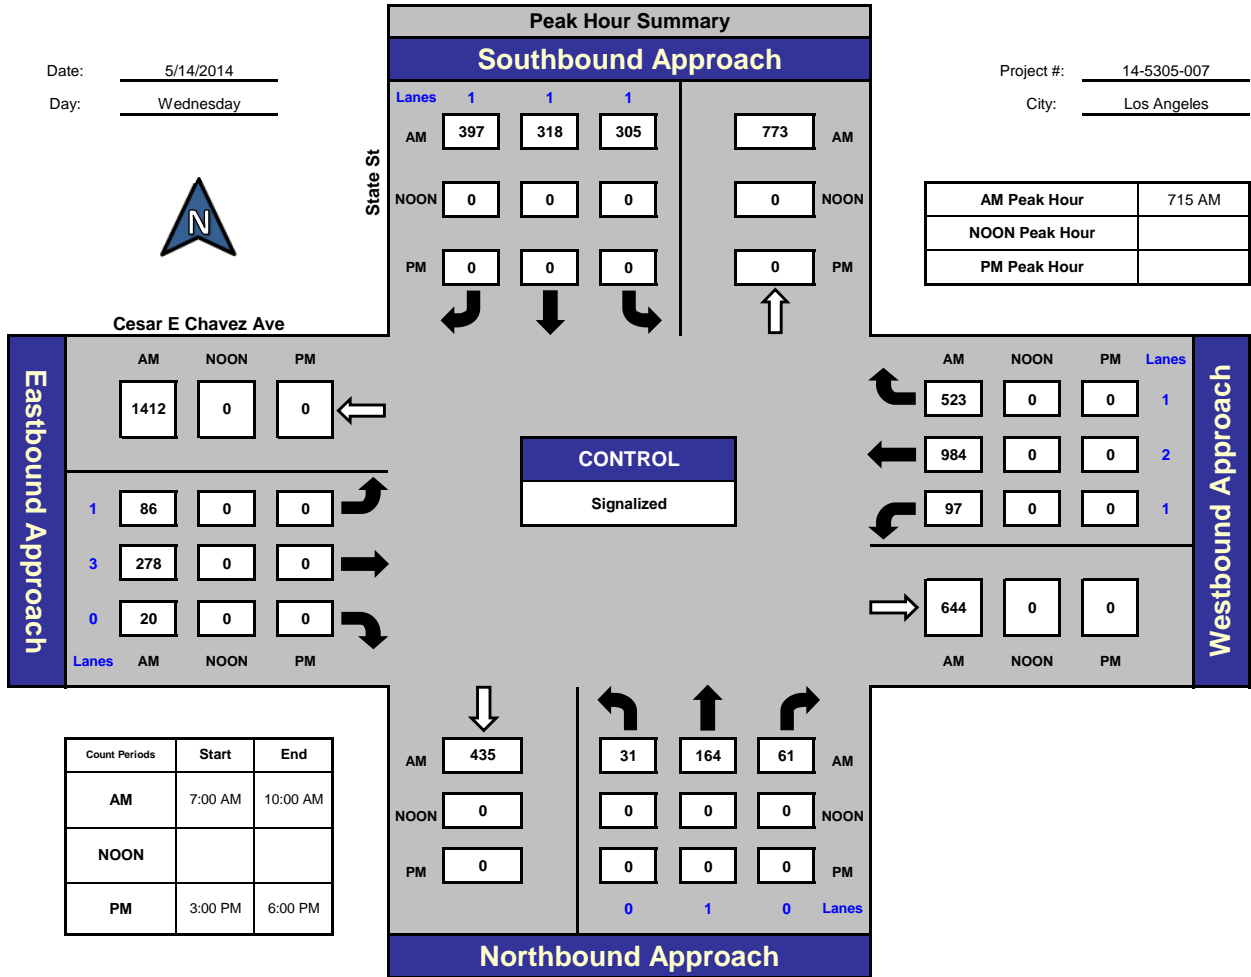 Peak Hour Summary
Southbound Approach
Date: 5/14/2014
Day: Wednesday
Project #: 14-5305-007
City: Los Angeles
State St
Lanes 1 1 1
AM 397 318 305 773 AM
NOON 0 0 0 0 NOON
PM 0 0 0 0 PM
N
AM Peak Hour 715 AM
NOON Peak Hour
PM Peak Hour
Cesar E Chavez Ave
Eastbound Approach
AM NOON PM
1412 0 0
1 86 0 0
3 278 0 0
0 20 0 0
Lanes AM NOON PM
CONTROL
Signalized
AM NOON PM Lanes
523 0 0 1
984 0 0 2
97 0 0 1
644 0 0
AM NOON PM
Westbound Approach
Count Periods Start End
AM 7:00 AM 10:00 AM
NOON
PM 3:00 PM 6:00 PM
AM 435 31 164 61 AM
NOON 0 0 0 0 NOON
PM 0 0 0 0 PM
0 1 0 Lanes
Northbound Approach